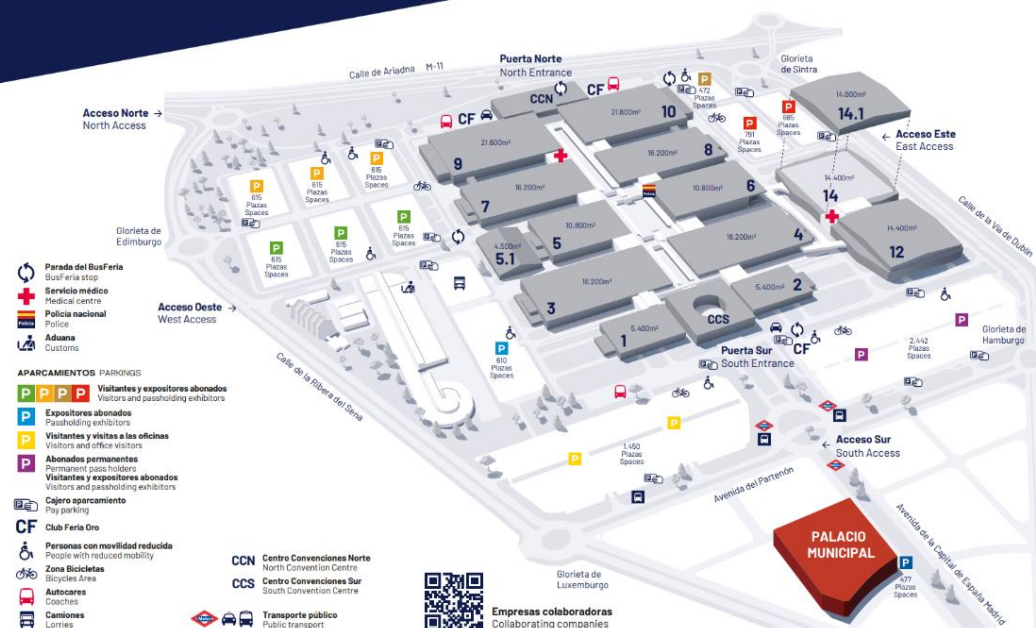 Calle de Ariadna M-11
Puerta Norte
North Entrance
Glorieta
de Sintra
Acceso Norte →
North Access
CCN
CF
CF
472
Plazas
Spaces
14.000m²
14.1
21.600m²
10
685
Plazas
Spaces
← Acceso Este
East Access
791
Plazas
Spaces
21.600m²
9
16.200m²
8
P
615
Plazas
Spaces
P
615
Plazas
Spaces
P
615
Plazas
Spaces
16.200m²
7
Policía
10.800m²
6
14.400m²
14
P
615
Plazas
Spaces
P
615
Plazas
Spaces
P
615
Plazas
Spaces
10.800m²
5
4.500m²
5.1
16.200m²
4
14.400m²
12
Calle de la Vía de Dublín
Glorieta de
Edimburgo
16.200m²
3
5.400m²
2
CCS
5.400m²
1
Acceso Oeste →
West Access
P
610
Plazas
Spaces
Puerta Sur
South Entrance
CF
P
P
2.442
Plazas
Spaces
Glorieta de
Hamburgo
Calle de la Ribera del Sena
P
P
1.450
Plazas
Spaces
← Acceso Sur
South Access
Avenida del Partenón
Avenida de la Capital de España Madrid
PALACIO
MUNICIPAL
P
477
Plazas
Spaces
Glorieta de
Luxemburgo
Parada del BusFeria
BusFeria stop
Servicio médico
Medical centre
Policía nacional
Police
Aduana
Customs
APARCAMIENTOS PARKINGS
P P P P Visitantes y expositores abonados
Visitors and passholding exhibitors
P Expositores abonados
Passholding exhibitors
P Visitantes y visitas a las oficinas
Visitors and office visitors
P Abonados permanentes
Permanent pass holders
Visitantes y expositores abonados
Visitors and passholding exhibitors
Cajero aparcamiento
Pay parking
CF Club Feria Oro
Personas con movilidad reducida
People with reduced mobility
Zona Bicicletas
Bicycles Area
Autocares
Coaches
Camiones
Lorries
CCN Centro Convenciones Norte
North Convention Centre
CCS Centro Convenciones Sur
South Convention Centre
Transporte público
Public transport
Empresas colaboradoras
Collaborating companies